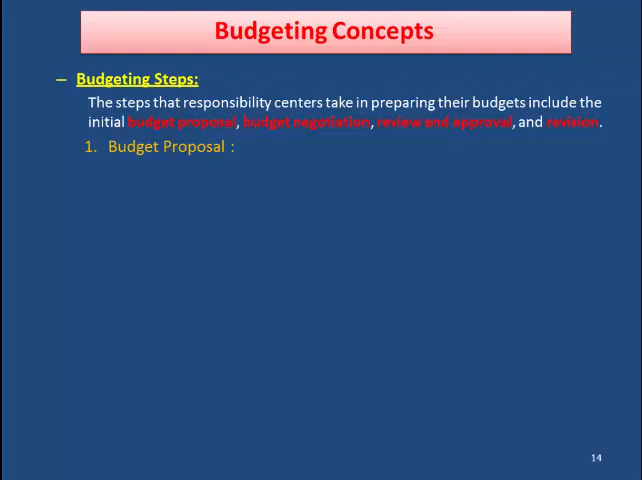 Budgeting Concepts
– Budgeting Steps:
The steps that responsibility centers take in preparing their budgets include the
initial budget proposal, budget negotiation, review and approval, and revision.
1. Budget Proposal :
14